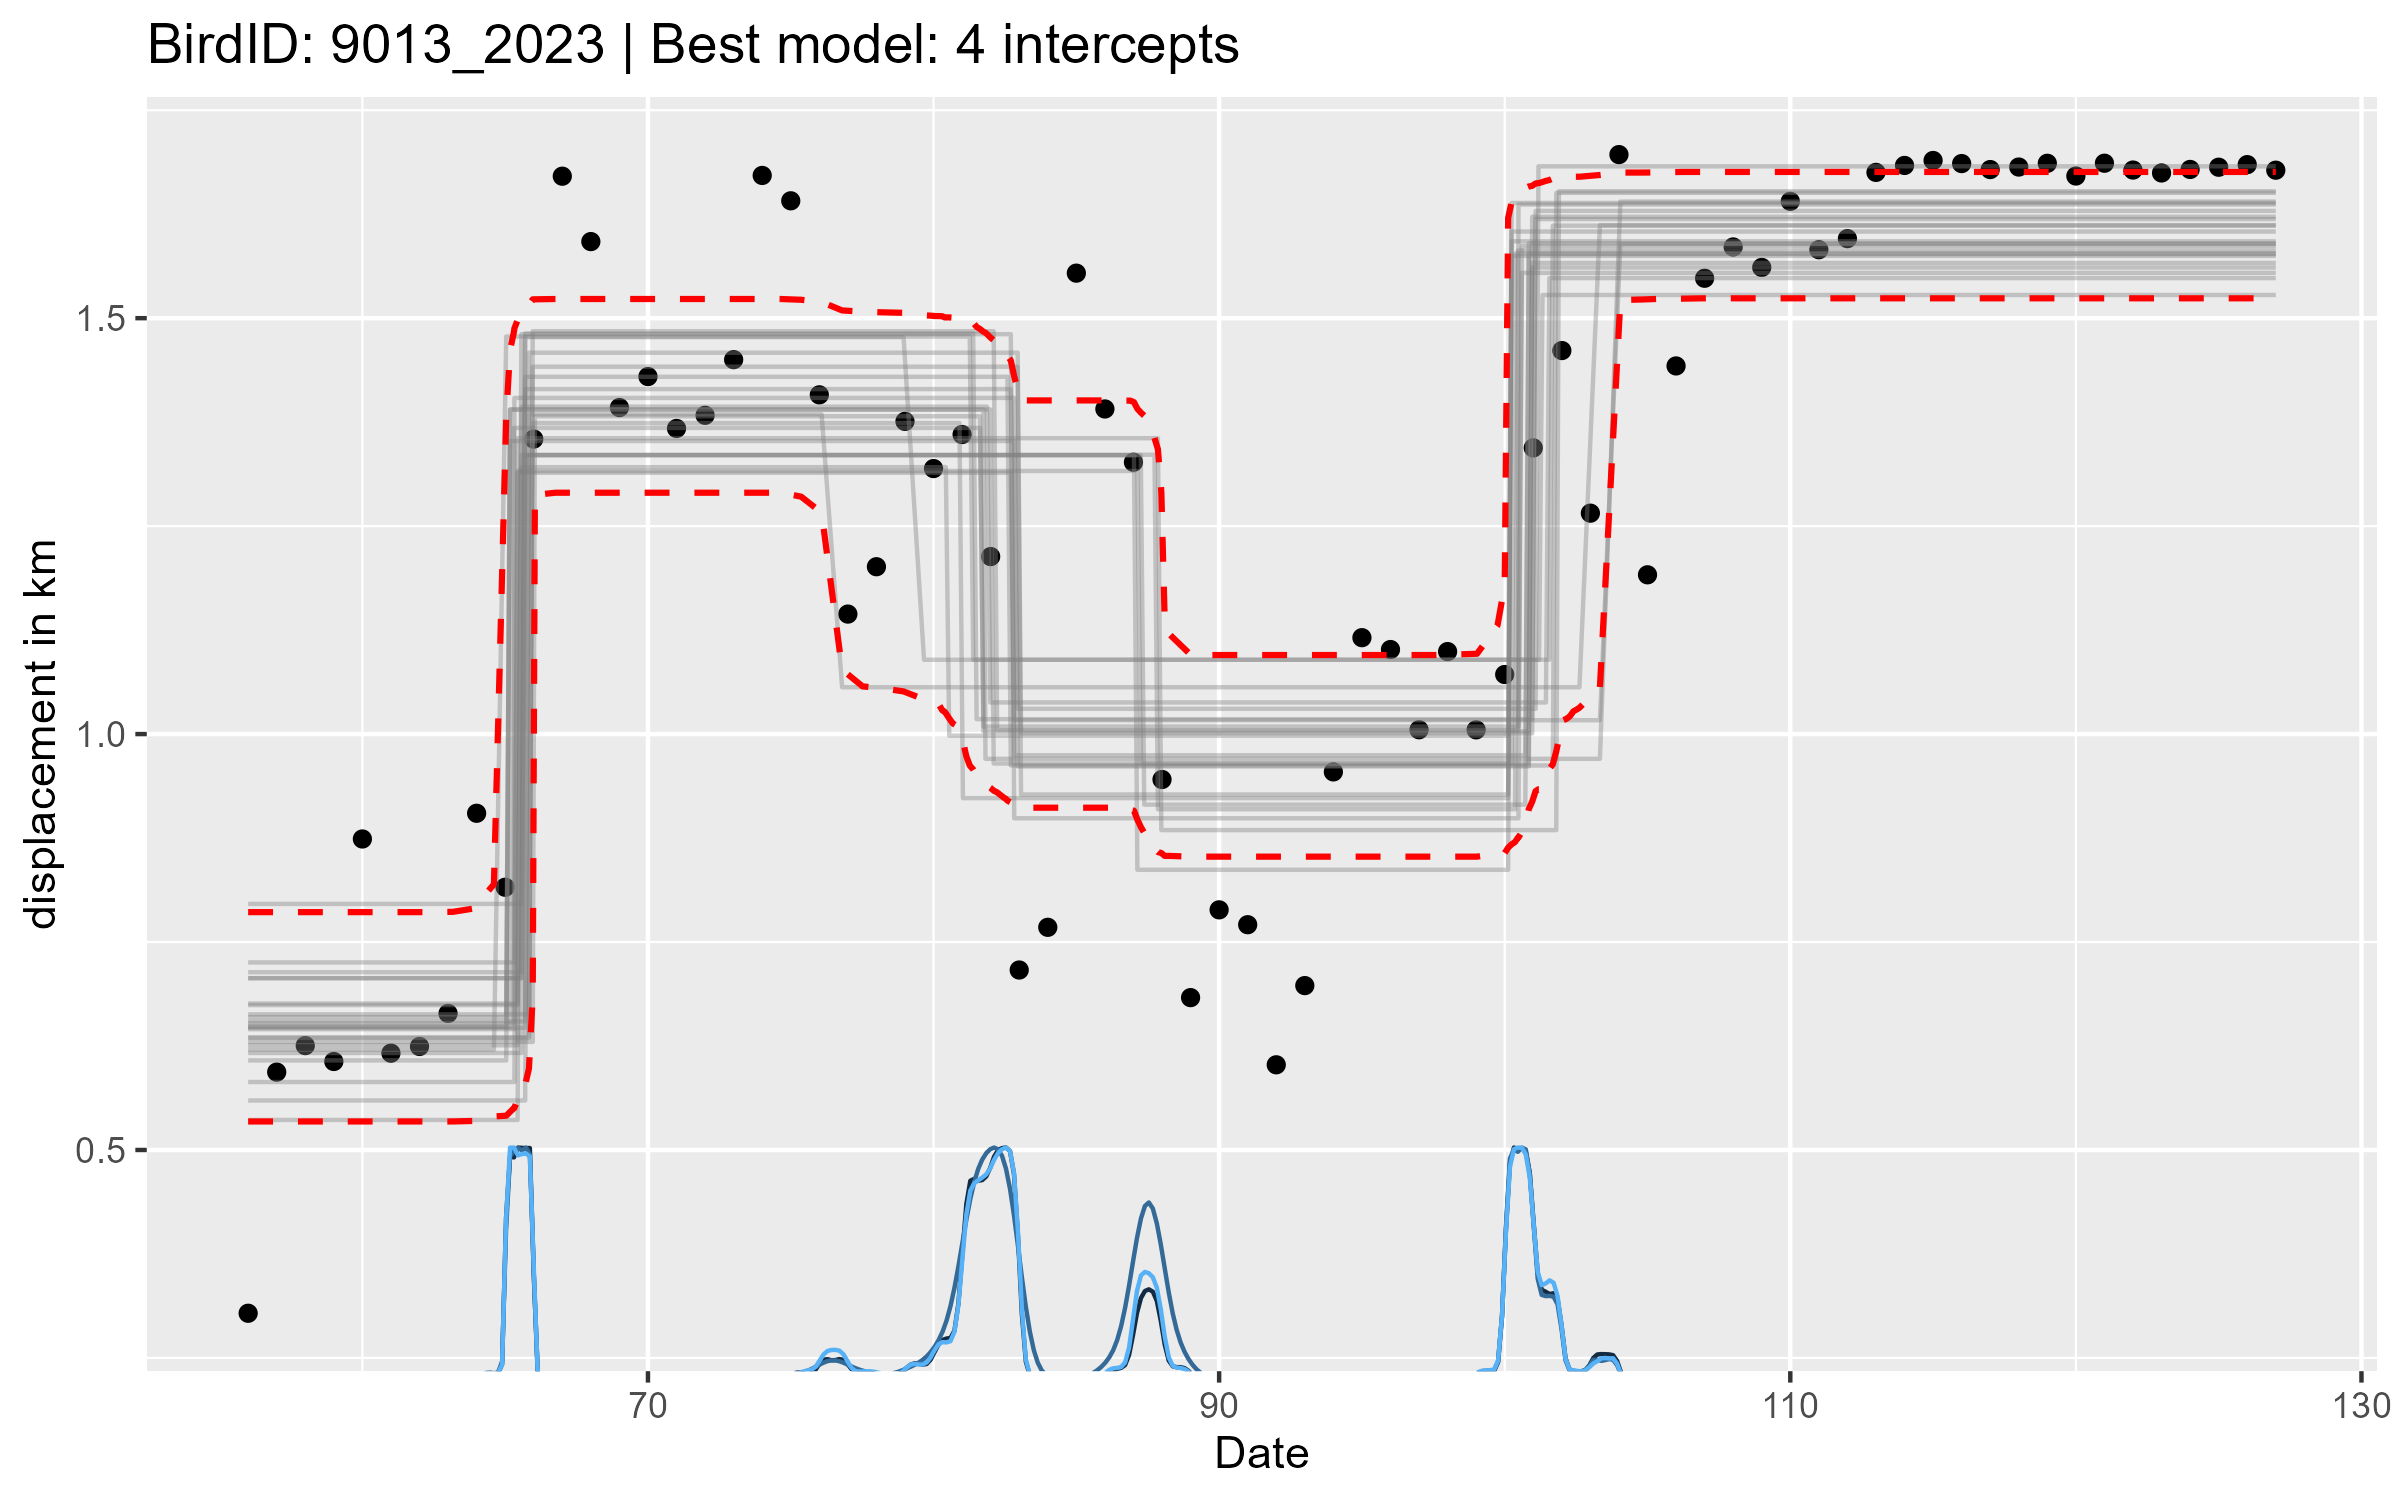 BirdID: 9013_2023 | Best model: 4 intercepts
displacement in km
1.5
1.0
0.5
70 90 110 130
Date